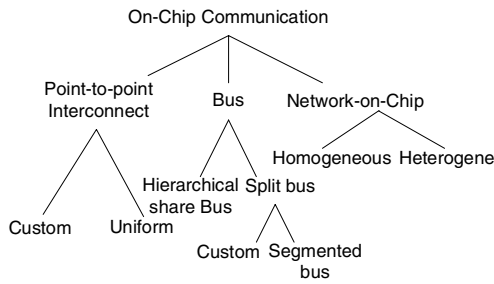 On-Chip Communication
Point-to-point
Interconnect
Bus
Network-on-Chip
Homogeneous
Heterogene
Hierarchical
share Bus
Split bus
Custom
Uniform
Custom
Segmented
bus